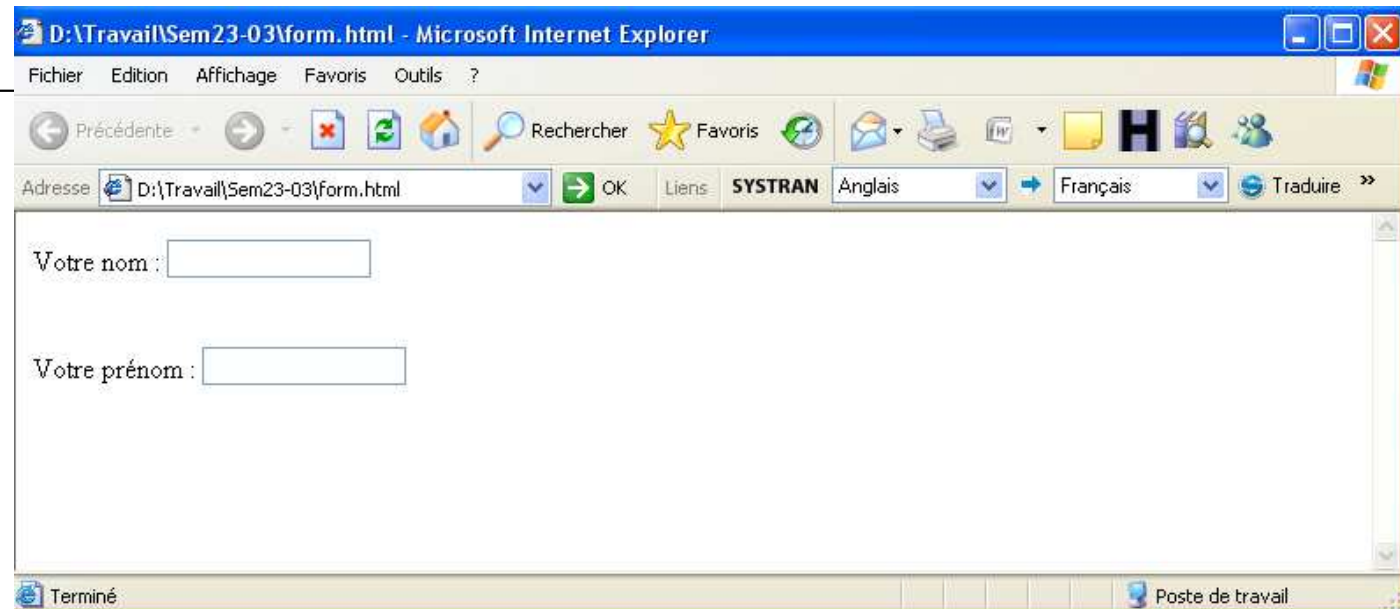 D:\Travail\Sem23-03\form.html - Microsoft Internet Explorer
Fichier Edition Affichage Favoris Outils ?
Précédente Rechercher Favoris W H
Adresse D:\Travail\Sem23-03\form.html OK Liens SYSTRAN Anglais Français Traduire »
Votre nom :
Votre prénom :
Terminé Poste de travail